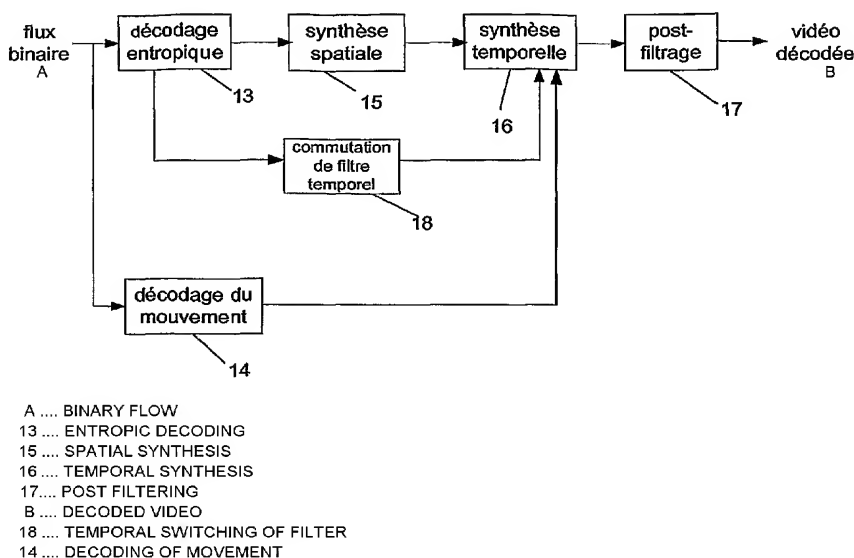 flux
binaire
A
décodage
entropique
13
synthèse
spatiale
15
synthèse
temporelle
16
post-
filtrage
17
vidéo
décodée
B
commutation
de filtre
temporel
18
décodage du
mouvement
14
A .... BINARY FLOW
13 .... ENTROPIC DECODING
15 .... SPATIAL SYNTHESIS
16 .... TEMPORAL SYNTHESIS
17.... POST FILTERING
B .... DECODED VIDEO
18 .... TEMPORAL SWITCHING OF FILTER
14 .... DECODING OF MOVEMENT